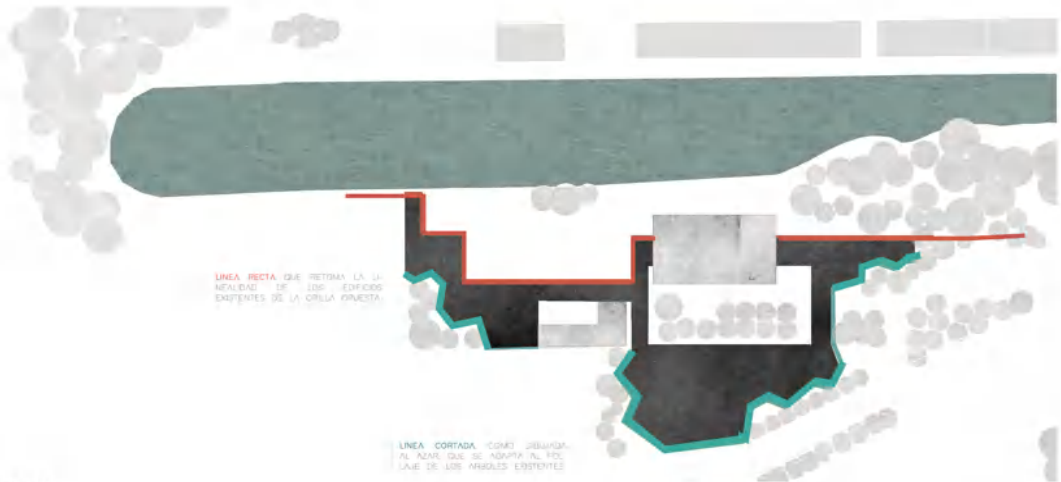 LINEA RECTA QUE RETOMA LA LI-
NEALIDAD DE LOS EDIFICIOS
EXISTENTES DE LA ORILLA OPUESTA
LINEA CORTADA COMO DIBUJADA
AL AZAR QUE SE ADAPTA AL FOL-
LAJE DE LOS ARBOLES EXISTENTES